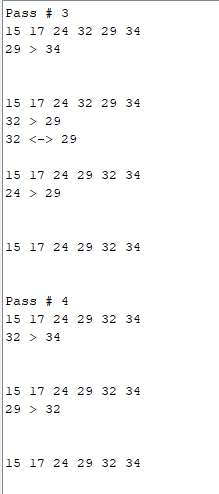 Pass # 3
15 17 24 32 29 34
29 > 34
15 17 24 32 29 34
32 > 29
32 <-> 29
15 17 24 29 32 34
24 > 29
15 17 24 29 32 34
Pass # 4
15 17 24 29 32 34
32 > 34
15 17 24 29 32 34
29 > 32
15 17 24 29 32 34